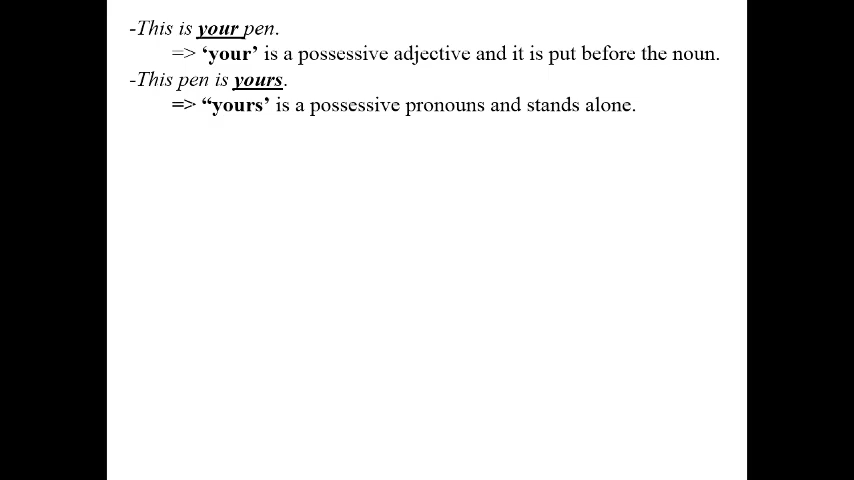 -This is your pen.
=> ‘your’ is a possessive adjective and it is put before the noun.
-This pen is yours.
=> “yours’ is a possessive pronouns and stands alone.